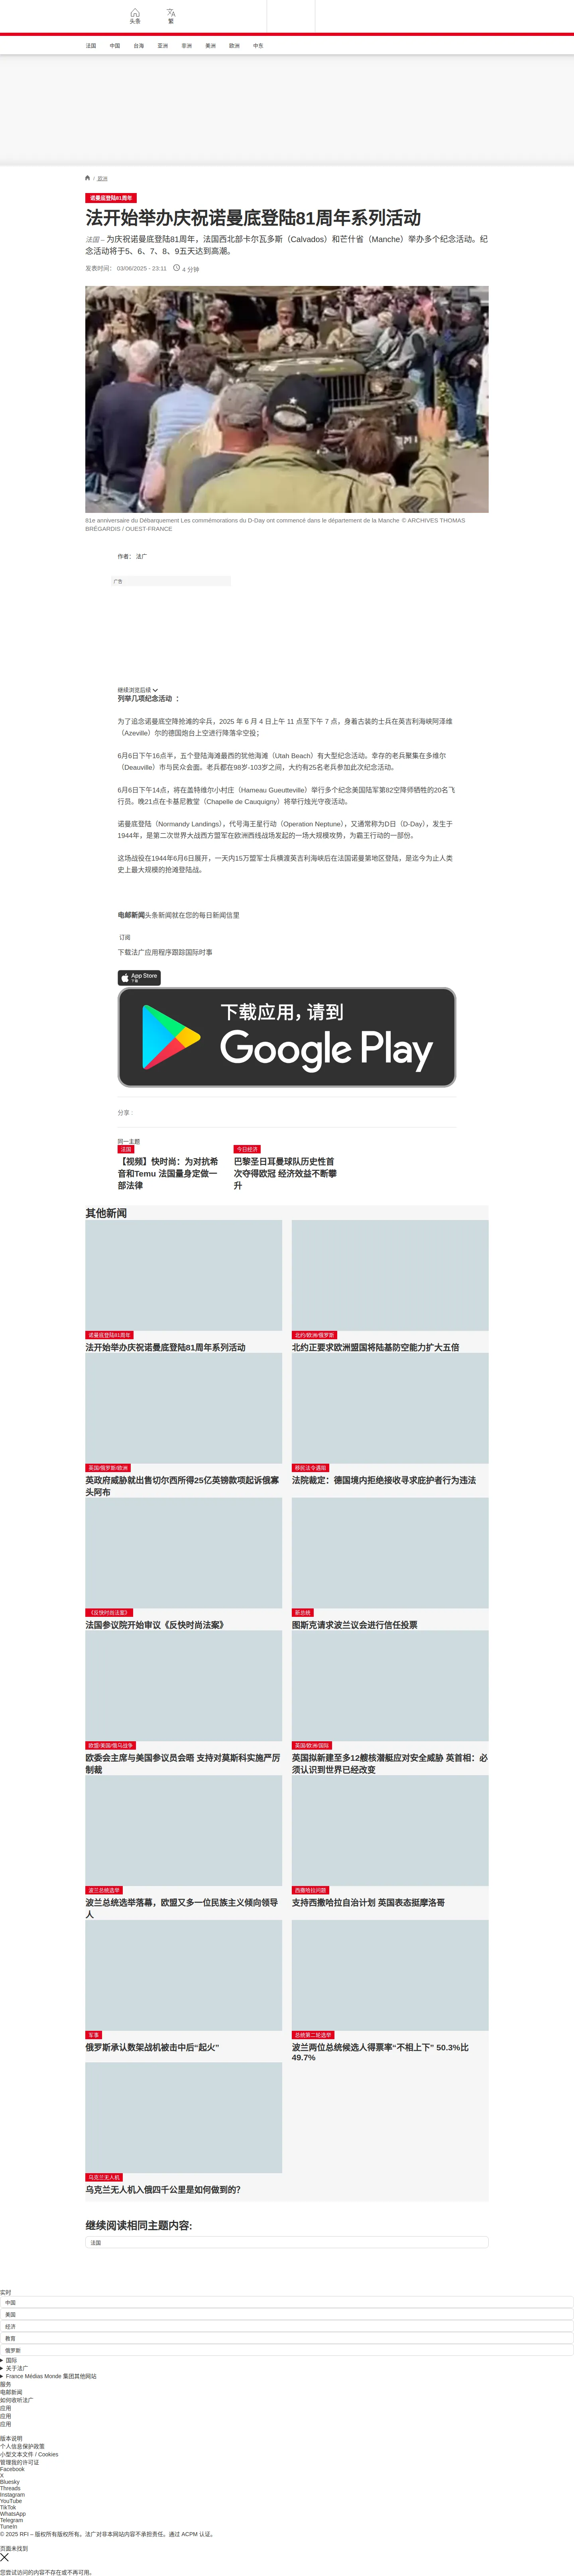 头条
繁
法国
中国
台海
亚洲
非洲
美洲
欧洲
中东
/ 欧洲
诺曼底登陆81周年
法开始举办庆祝诺曼底登陆81周年系列活动
法国 – 为庆祝诺曼底登陆81周年，法国西北部卡尔瓦多斯（Calvados）和芒什省（Manche）举办多个纪念活动。纪
念活动将于5、6、7、8、9五天达到高潮。
发表时间： 03/06/2025 - 23:11
4 分钟
81e anniversaire du Débarquement Les commémorations du D-Day ont commencé dans le département de la Manche © ARCHIVES THOMAS
BRÉGARDIS / OUEST-FRANCE
作者： 法广
广告
继续浏览后续
列举几项纪念活动 ：
为了追念诺曼底空降抢滩的伞兵，2025 年 6 月 4 日上午 11 点至下午 7 点，身着古装的士兵在英吉利海峡阿泽维
（Azeville）尔的德国炮台上空进行降落伞空投；
6月6日下午16点半，五个登陆海滩最西的犹他海滩（Utah Beach）有大型纪念活动。幸存的老兵聚集在多维尔
（Deauville）市与民众会面。老兵都在98岁-103岁之间，大约有25名老兵参加此次纪念活动。
6月6日下午14点，将在盖特维尔小村庄（Hameau Gueutteville）举行多个纪念美国陆军第82空降师牺牲的20名飞
行员。晚21点在卡基尼教堂（Chapelle de Cauquigny）将举行烛光守夜活动。
诺曼底登陆（Normandy Landings），代号海王星行动（Operation Neptune），又通常称为D日（D-Day），发生于
1944年，是第二次世界大战西方盟军在欧洲西线战场发起的一场大规模攻势，为霸王行动的一部份。
这场战役在1944年6月6日展开，一天内15万盟军士兵横渡英吉利海峡后在法国诺曼第地区登陆，是迄今为止人类
史上最大规模的抢滩登陆战。
电邮新闻头条新闻就在您的每日新闻信里
订阅
下载法广应用程序跟踪国际时事
App Store
下载
下载应用，请到
Google Play
分享 :
同一主题
法国
【视频】快时尚：为对抗希
音和Temu 法国量身定做一
部法律
今日经济
巴黎圣日耳曼球队历史性首
次夺得欧冠 经济效益不断攀
升
其他新闻
诺曼底登陆81周年
法开始举办庆祝诺曼底登陆81周年系列活动
北约/欧洲/俄罗斯
北约正要求欧洲盟国将陆基防空能力扩大五倍
英国/俄罗斯/欧洲
英政府威胁就出售切尔西所得25亿英镑款项起诉俄寡
头阿布
移民法令遇阻
法院裁定：德国境内拒绝接收寻求庇护者行为违法
《反快时尚法案》
法国参议院开始审议《反快时尚法案》
新总统
图斯克请求波兰议会进行信任投票
欧盟/美国/俄乌战争
欧委会主席与美国参议员会晤 支持对莫斯科实施严厉
制裁
英国/欧洲/国际
英国拟新建至多12艘核潜艇应对安全威胁 英首相：必
须认识到世界已经改变
波兰总统选举
波兰总统选举落幕，欧盟又多一位民族主义倾向领导
人
西撒哈拉问题
支持西撒哈拉自治计划 英国表态挺摩洛哥
军事
俄罗斯承认数架战机被击中后“起火”
总统第二轮选举
波兰两位总统候选人得票率“不相上下” 50.3%比
49.7%
乌克兰无人机
乌克兰无人机入俄四千公里是如何做到的?
继续阅读相同主题内容:
法国
实时
中国
美国
经济
教育
俄罗斯
国际
关于法广
France Médias Monde 集团其他网站
服务
电邮新闻
如何收听法广
应用
应用
应用
版本说明
个人信息保护政策
小型文本文件 / Cookies
管理我的许可证
Facebook
X
Bluesky
Threads
Instagram
YouTube
TikTok
WhatsApp
Telegram
TuneIn
© 2025 RFI – 版权所有版权所有。法广对非本网站内容不承担责任。通过 ACPM 认证。
页面未找到
您尝试访问的内容不存在或不再可用。